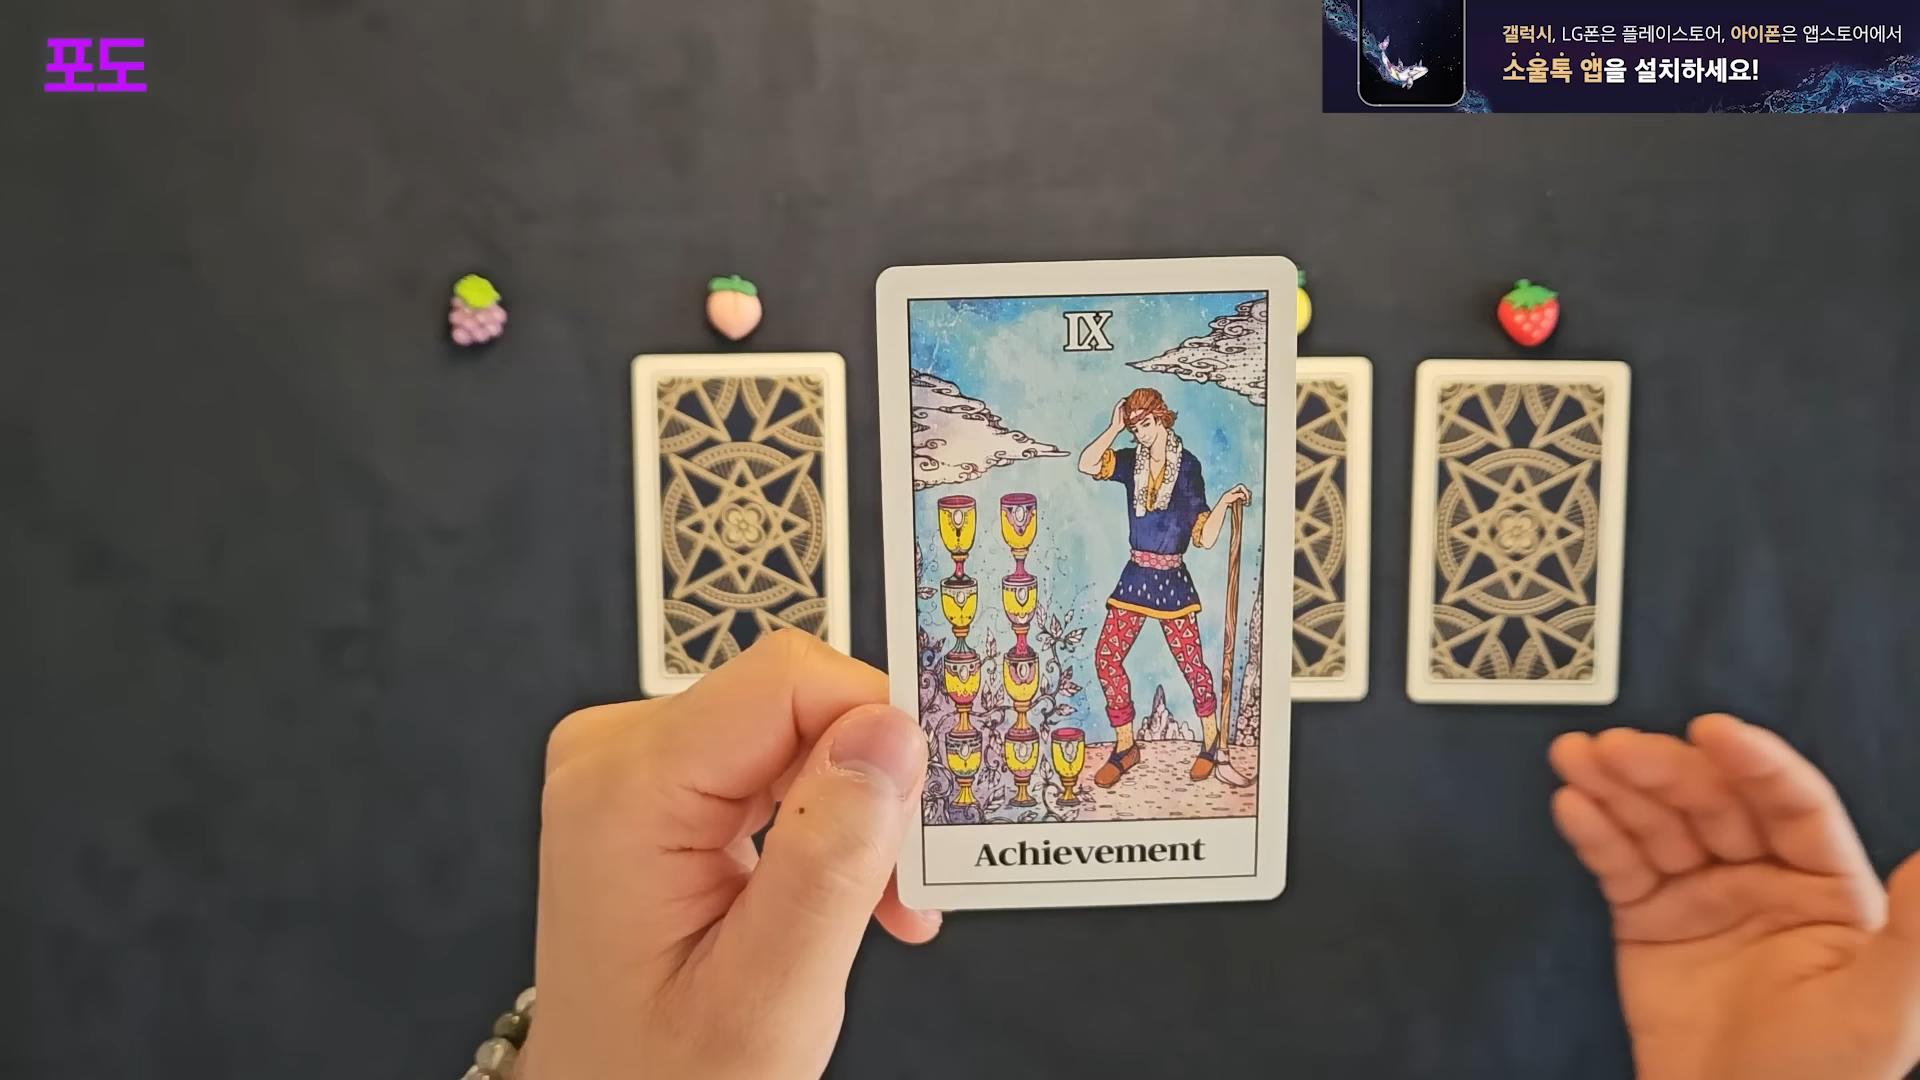 포도
갤럭시, LG폰은 플레이스토어, 아이폰은 앱스토어에서
소울톡 앱을 설치하세요!
IX
Achievement